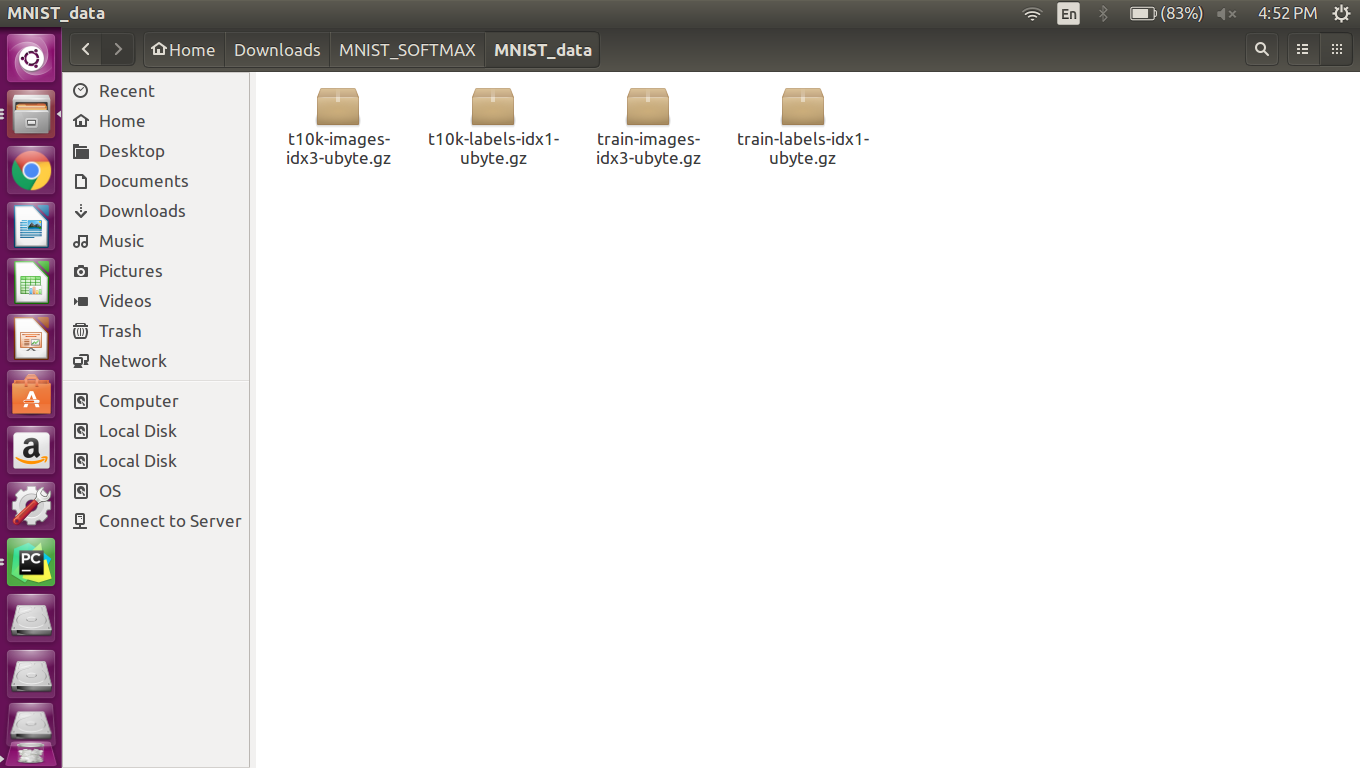 MNIST_data
En
(83%)
4:52 PM
Home
Downloads
MNIST_SOFTMAX
MNIST_data
Recent
Home
Desktop
Documents
Downloads
Music
Pictures
Videos
Trash
Network
Computer
Local Disk
Local Disk
OS
Connect to Server
t10k-images-
idx3-ubyte.gz
t10k-labels-idx1-
ubyte.gz
train-images-
idx3-ubyte.gz
train-labels-idx1-
ubyte.gz
A
a
PC